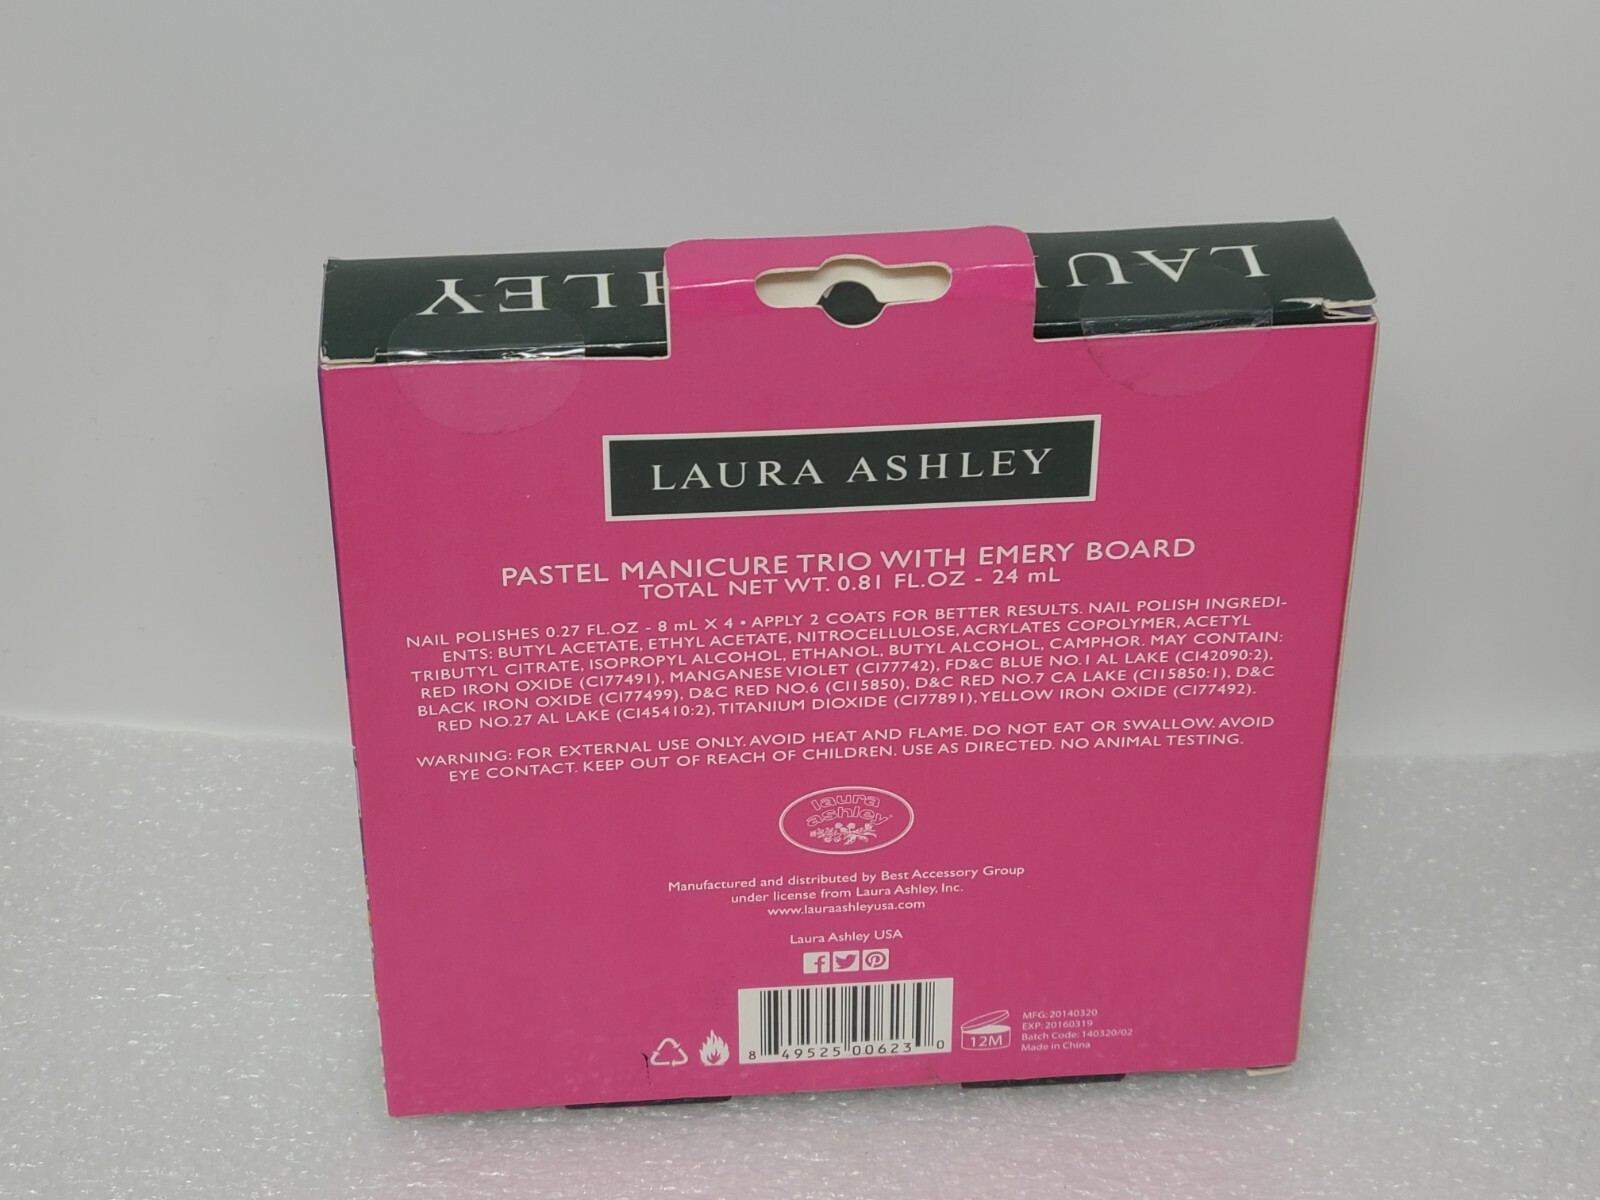 LAU
HLEY
LAURA ASHLEY
PASTEL MANICURE TRIO WITH EMERY BOARD
TOTAL NET WT. 0.81 FL.OZ - 24 mL
NAIL POLISHES 0.27 FL.OZ - 8 mL X 4 • APPLY 2 COATS FOR BETTER RESULTS. NAIL POLISH INGREDI-
ENTS: BUTYL ACETATE, ETHYL ACETATE, NITROCELLULOSE, ACRYLATES COPOLYMER, ACETYL
TRIBUTYL CITRATE, ISOPROPYL ALCOHOL, ETHANOL, BUTYL ALCOHOL, CAMPHOR. MAY CONTAIN:
RED IRON OXIDE (CI77491), MANGANESE VIOLET (CI77742), FD&C BLUE NO.1 AL LAKE (CI42090:2),
BLACK IRON OXIDE (CI77499), D&C RED NO.6 (CI15850), D&C RED NO.7 CA LAKE (CI15850:1), D&C
RED NO.27 AL LAKE (CI45410:2), TITANIUM DIOXIDE (CI77891), YELLOW IRON OXIDE (CI77492).
WARNING: FOR EXTERNAL USE ONLY. AVOID HEAT AND FLAME. DO NOT EAT OR SWALLOW. AVOID
EYE CONTACT. KEEP OUT OF REACH OF CHILDREN. USE AS DIRECTED. NO ANIMAL TESTING.
laura
ashley®
Manufactured and distributed by Best Accessory Group
under license from Laura Ashley, Inc.
www.lauraashleyusa.com
Laura Ashley USA
8 49525 00623 0
12M
MFG: 20140320
EXP: 20160319
Batch Code: 140320/02
Made in China